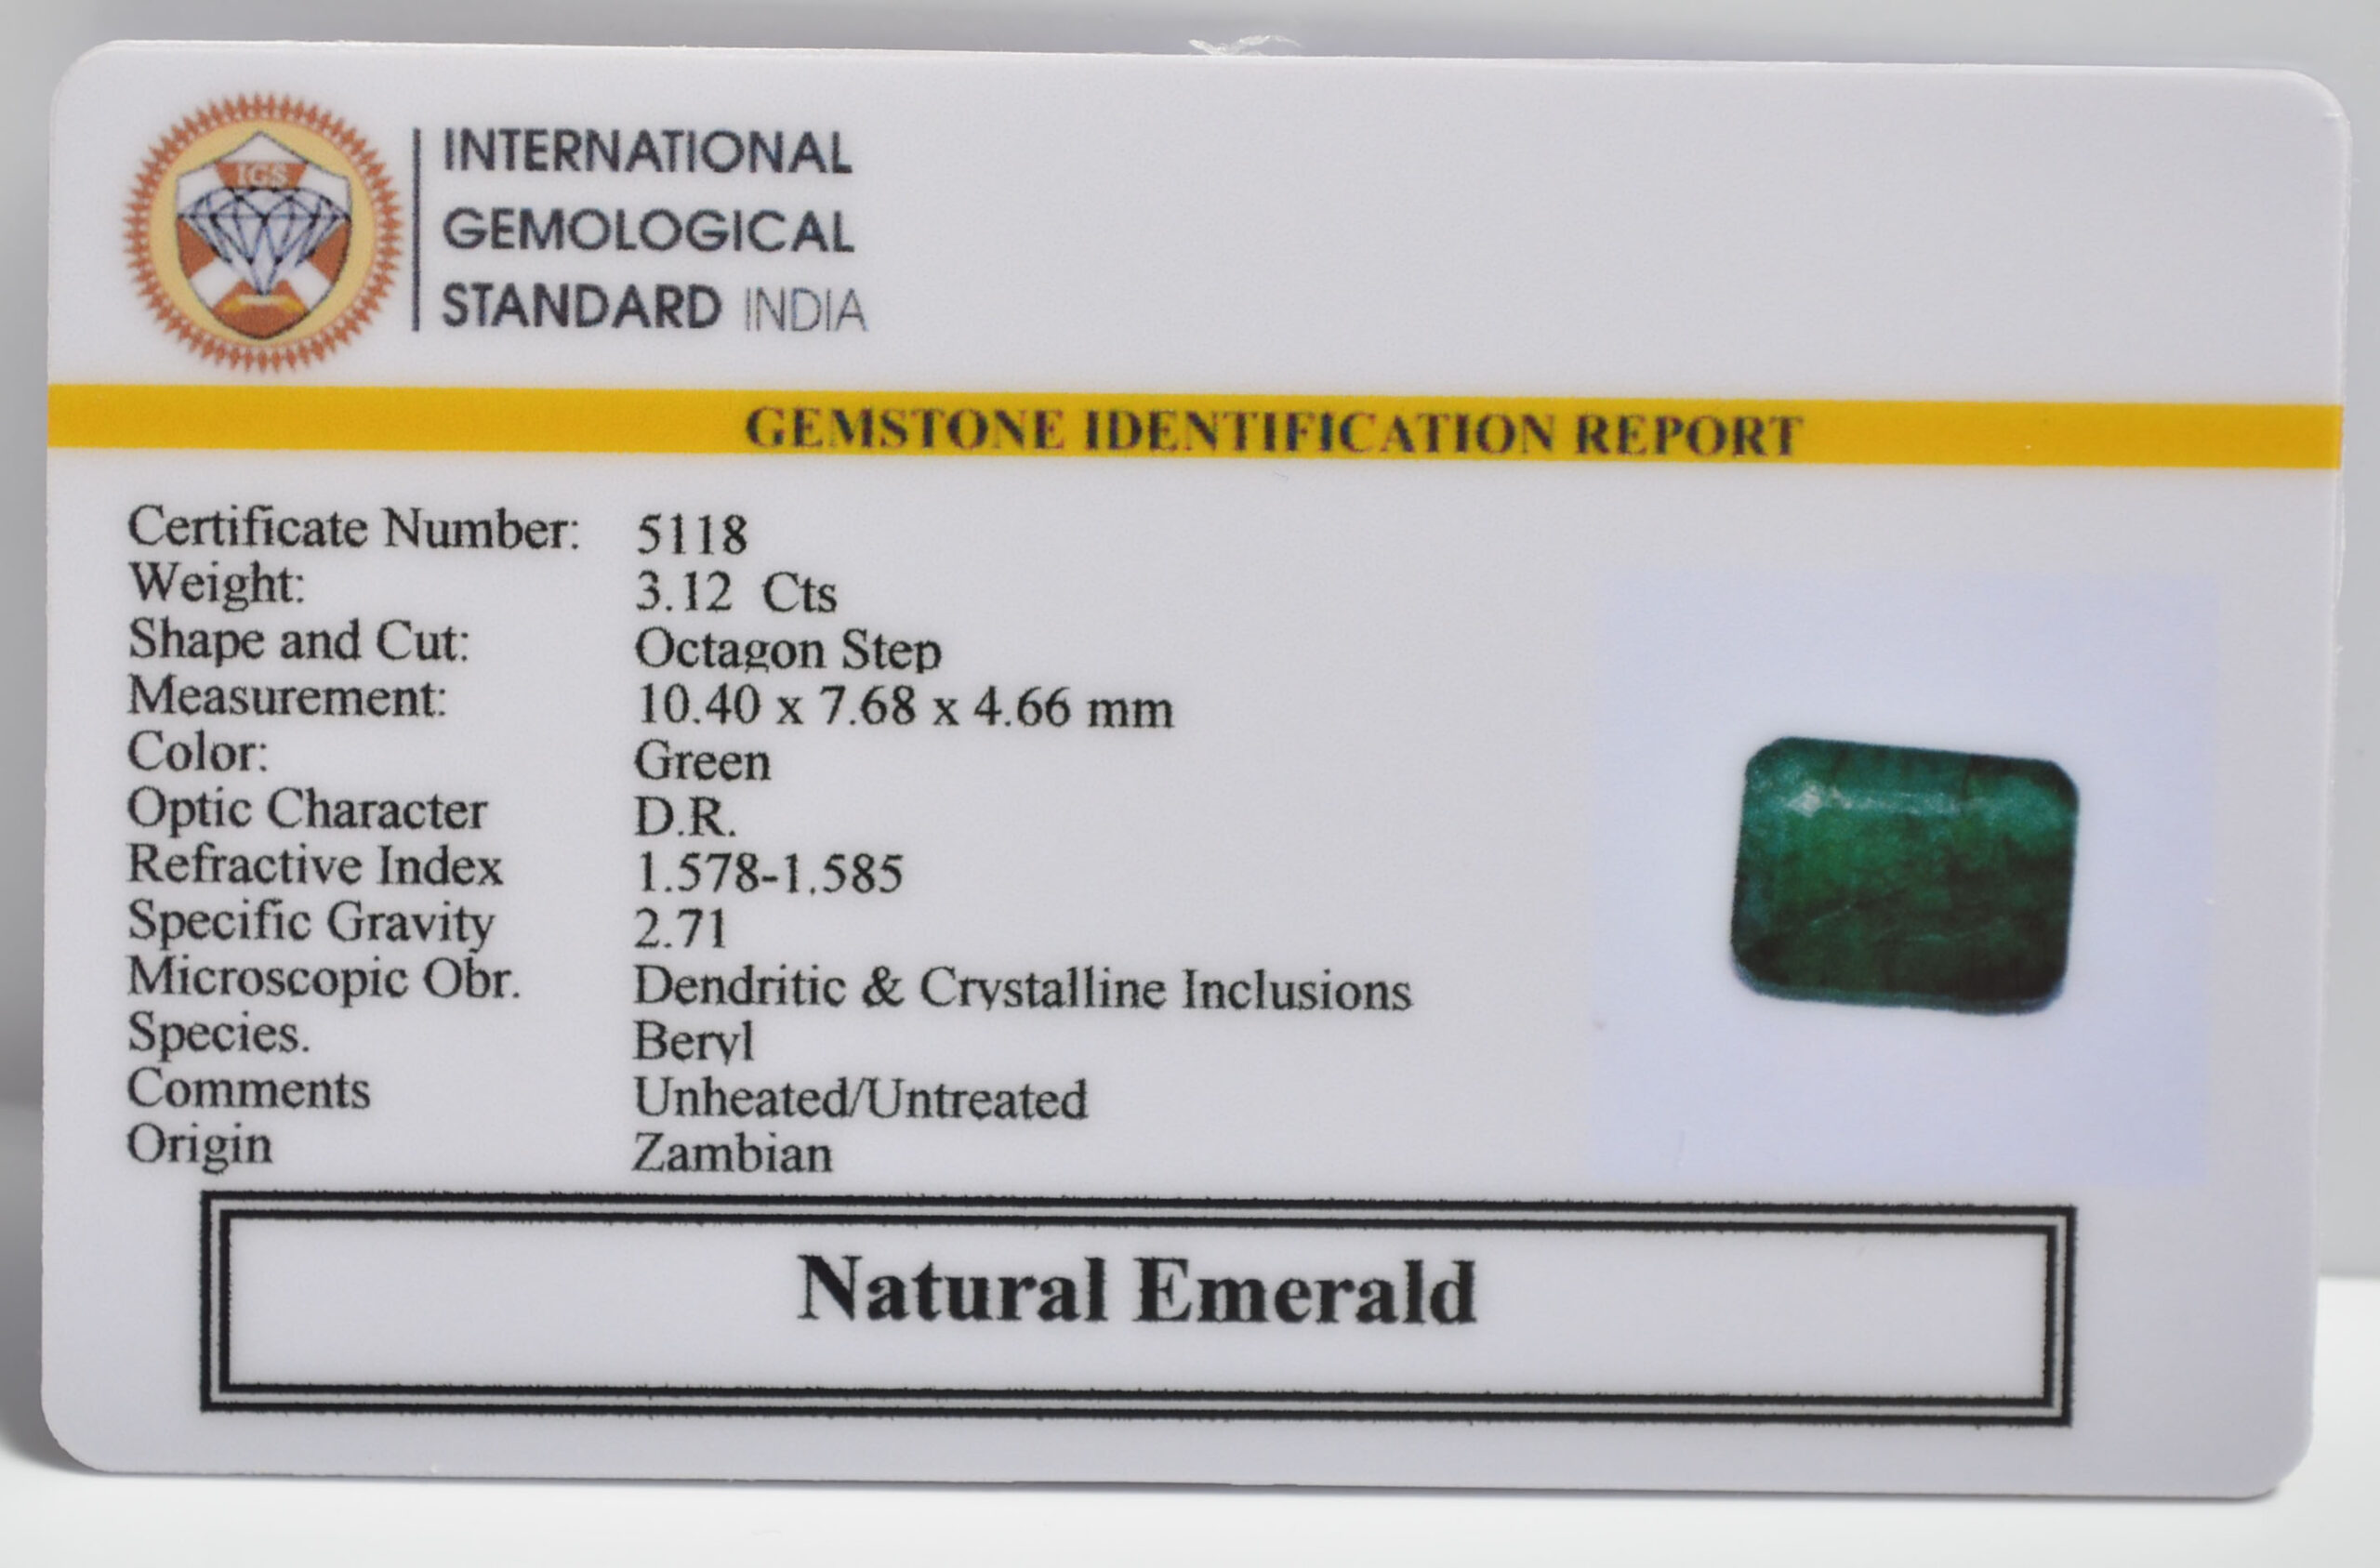 IGS
INTERNATIONAL
GEMOLOGICAL
STANDARD INDIA
GEMSTONE IDENTIFICATION REPORT
Certificate Number: 5118
Weight: 3.12 Cts
Shape and Cut: Octagon Step
Measurement: 10.40 x 7.68 x 4.66 mm
Color: Green
Optic Character D.R.
Refractive Index 1.578-1.585
Specific Gravity 2.71
Microscopic Obr. Dendritic & Crystalline Inclusions
Species. Beryl
Comments Unheated/Untreated
Origin Zambian
Natural Emerald